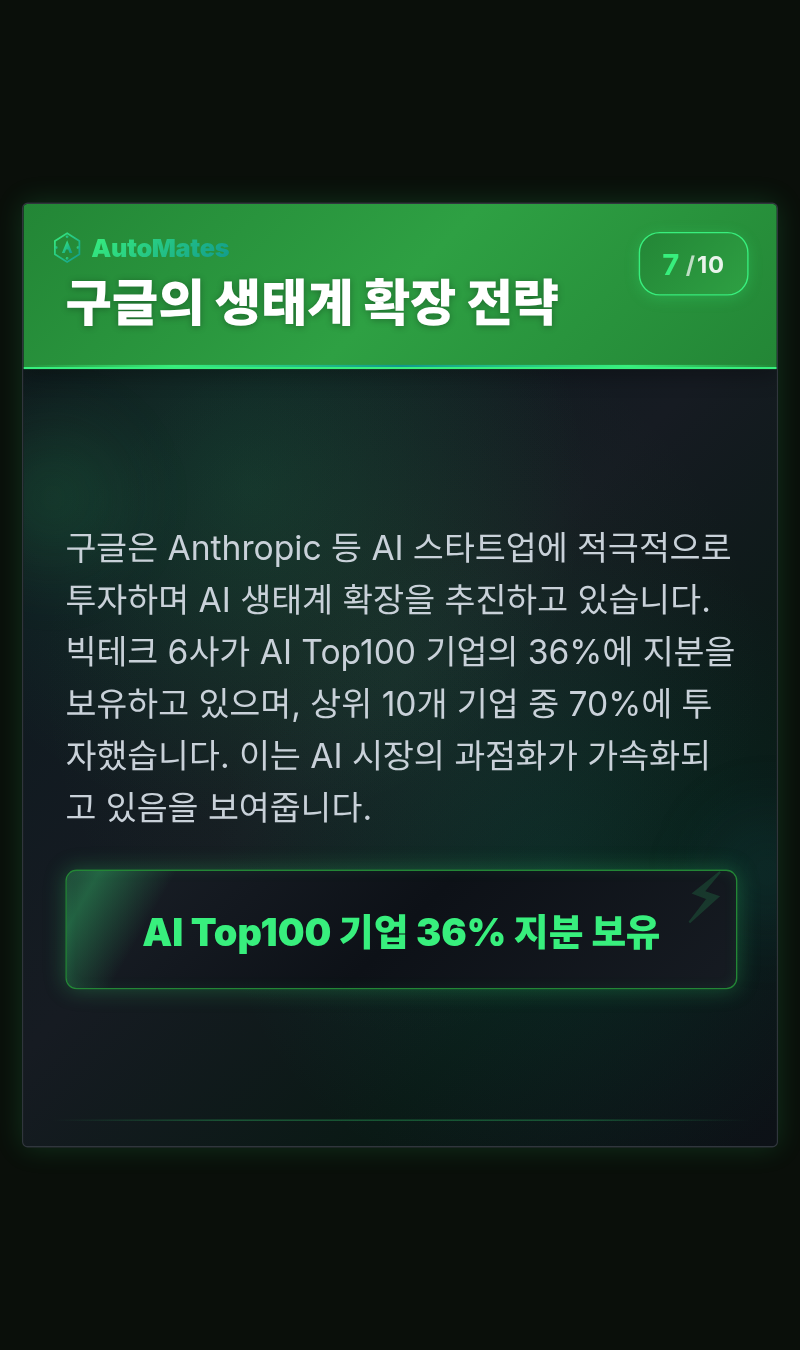 AutoMates
7 /10
구글의 생태계 확장 전략
구글은 Anthropic 등 AI 스타트업에 적극적으로
투자하며 AI 생태계 확장을 추진하고 있습니다.
빅테크 6사가 AI Top100 기업의 36%에 지분을
보유하고 있으며, 상위 10개 기업 중 70%에 투
자했습니다. 이는 AI 시장의 과점화가 가속화되
고 있음을 보여줍니다.
AI Top100 기업 36% 지분 보유